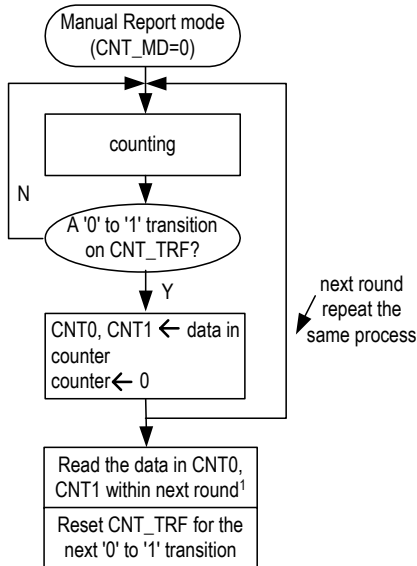 Manual Report mode
(CNT_MD=0)
counting
N
A '0' to '1' transition
on CNT_TRF?
Y
next round
repeat the
same process
CNT0, CNT1 ← data in
counter
counter← 0
Read the data in CNT0,
CNT1 within next round¹
Reset CNT_TRF for the
next '0' to '1' transition